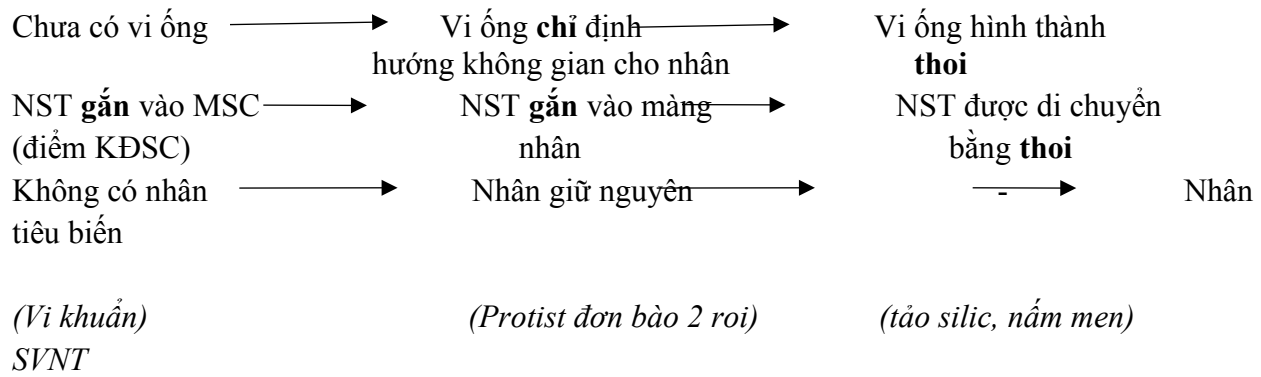 Chưa có vi ống Vi ống chỉ định Vi ống hình thành
hướng không gian cho nhân thoi
NST gắn vào MSC NST gắn vào màng NST được di chuyển
(điểm KĐSC) nhân bằng thoi
Không có nhân Nhân giữ nguyên - Nhân
tiêu biến
(Vi khuẩn) (Protist đơn bào 2 roi) (tảo silic, nấm men)
SVNT